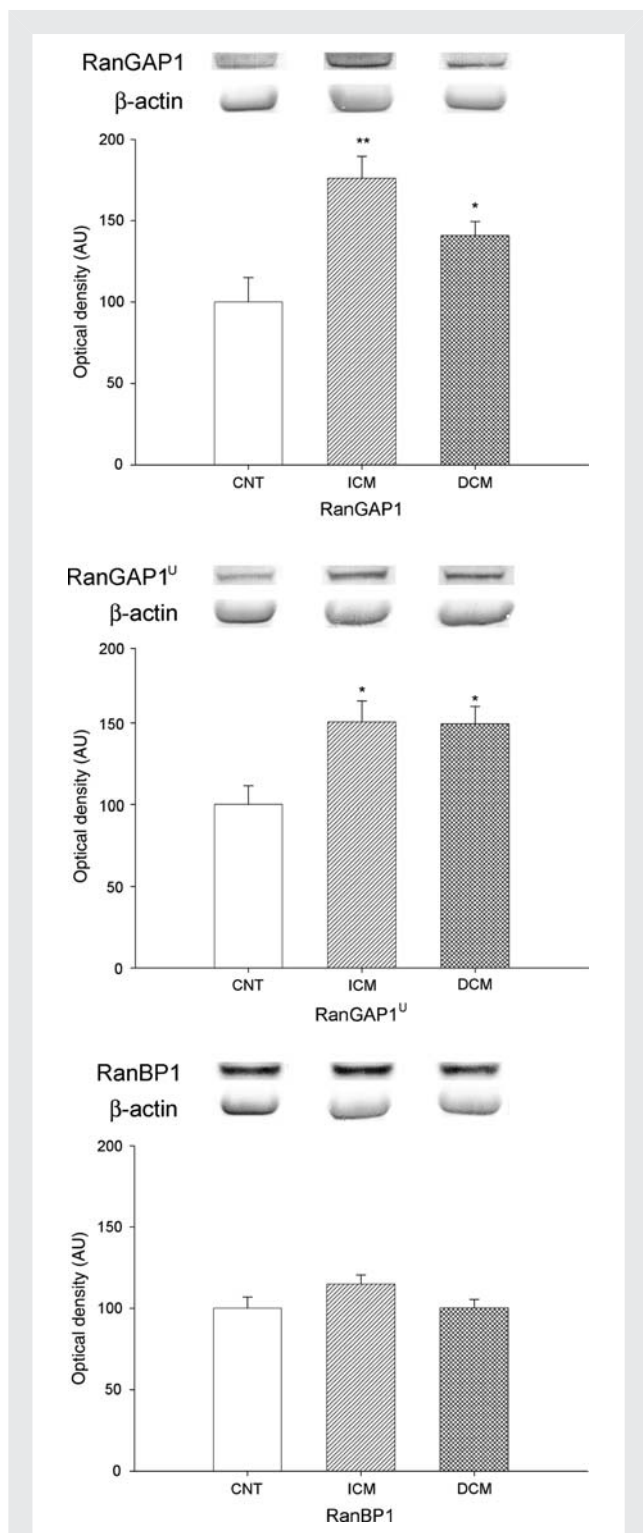 RanGAP1
β-actin
200
**
150
*
100
50
0
Optical density (AU)
CNT ICM DCM
RanGAP1
RanGAP1ᵁ
β-actin
200
* *
150
100
50
0
Optical density (AU)
CNT ICM DCM
RanGAP1ᵁ
RanBP1
β-actin
200
150
100
50
0
Optical density (AU)
CNT ICM DCM
RanBP1